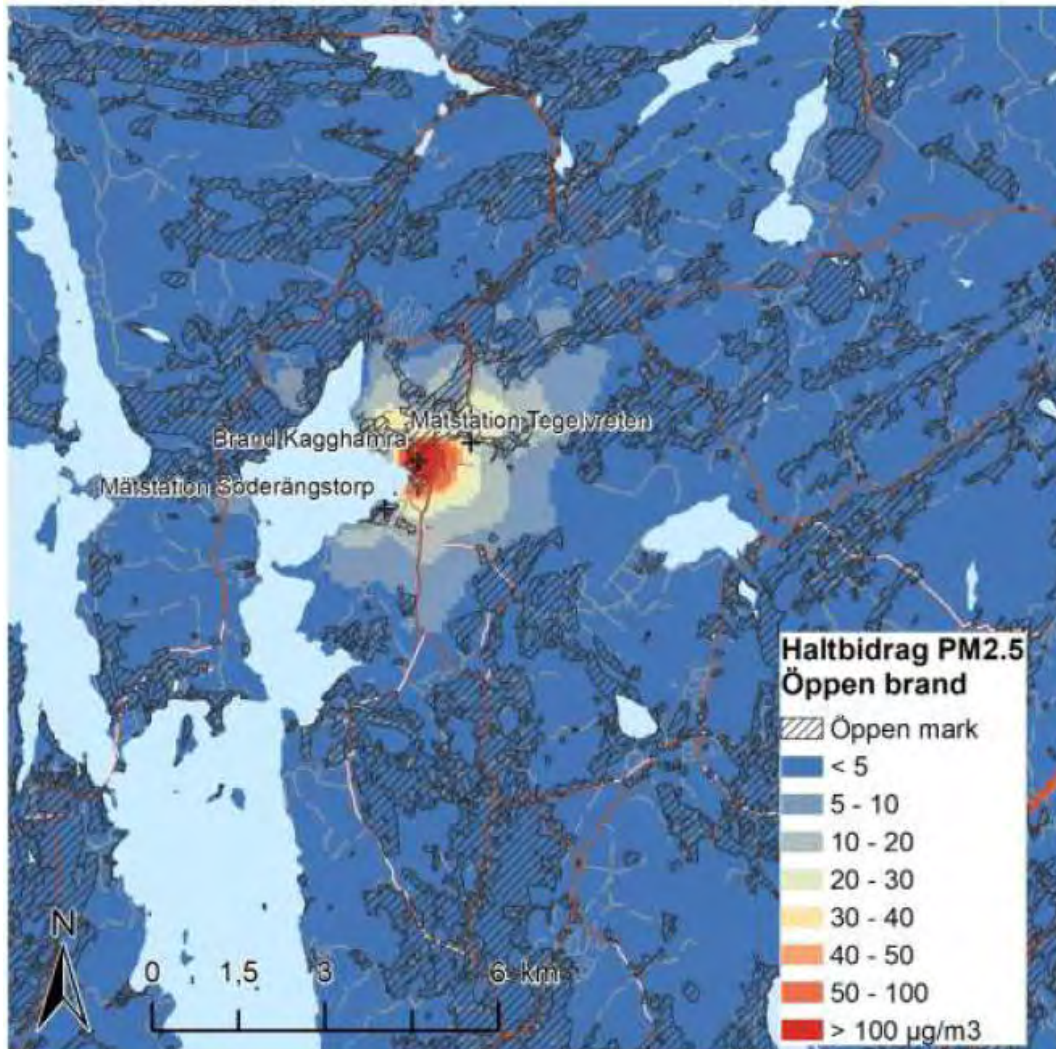 Mätstation Tegelvreten
Brand Kagghamra
Mätstation Söderängstorp
Haltbidrag PM2.5
Öppen brand
Öppen mark
< 5
5 - 10
10 - 20
20 - 30
30 - 40
40 - 50
50 - 100
> 100 µg/m3
N
0 1,5 3 6 km